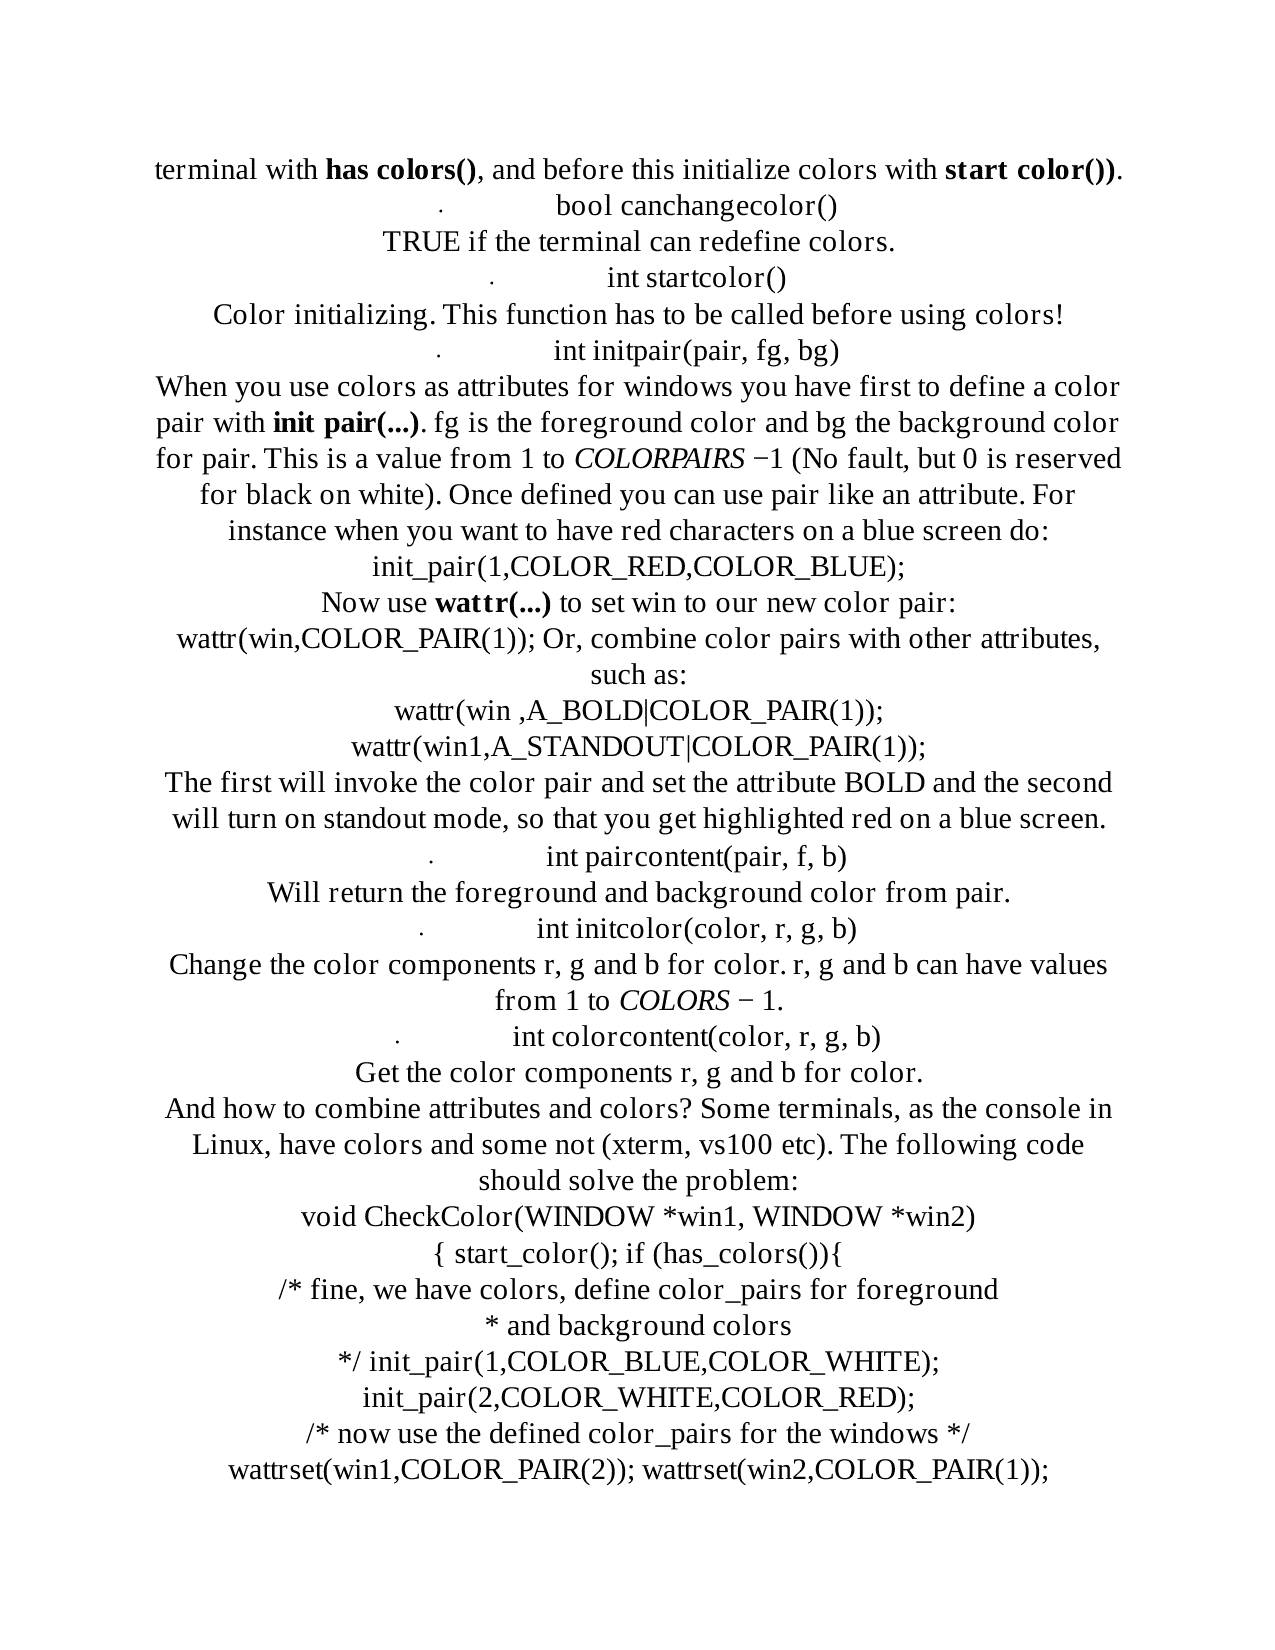 terminal with has colors(), and before this initialize colors with start color()).
· bool canchangecolor()
TRUE if the terminal can redefine colors.
· int startcolor()
Color initializing. This function has to be called before using colors!
· int initpair(pair, fg, bg)
When you use colors as attributes for windows you have first to define a color
pair with init pair(...). fg is the foreground color and bg the background color
for pair. This is a value from 1 to COLORPAIRS −1 (No fault, but 0 is reserved
for black on white). Once defined you can use pair like an attribute. For
instance when you want to have red characters on a blue screen do:
init_pair(1,COLOR_RED,COLOR_BLUE);
Now use wattr(...) to set win to our new color pair:
wattr(win,COLOR_PAIR(1)); Or, combine color pairs with other attributes,
such as:
wattr(win ,A_BOLD|COLOR_PAIR(1));
wattr(win1,A_STANDOUT|COLOR_PAIR(1));
The first will invoke the color pair and set the attribute BOLD and the second
will turn on standout mode, so that you get highlighted red on a blue screen.
· int paircontent(pair, f, b)
Will return the foreground and background color from pair.
· int initcolor(color, r, g, b)
Change the color components r, g and b for color. r, g and b can have values
from 1 to COLORS − 1.
· int colorcontent(color, r, g, b)
Get the color components r, g and b for color.
And how to combine attributes and colors? Some terminals, as the console in
Linux, have colors and some not (xterm, vs100 etc). The following code
should solve the problem:
void CheckColor(WINDOW *win1, WINDOW *win2)
{ start_color(); if (has_colors()){
/* fine, we have colors, define color_pairs for foreground
* and background colors
*/ init_pair(1,COLOR_BLUE,COLOR_WHITE);
init_pair(2,COLOR_WHITE,COLOR_RED);
/* now use the defined color_pairs for the windows */
wattrset(win1,COLOR_PAIR(2)); wattrset(win2,COLOR_PAIR(1));